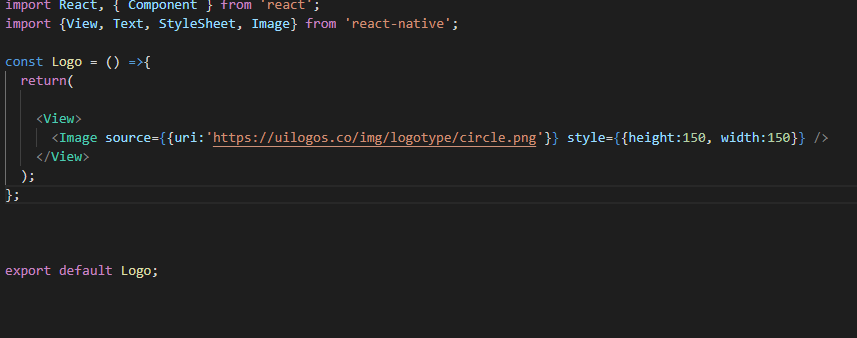 import React, { Component } from 'react';
import {View, Text, StyleSheet, Image} from 'react-native';
const Logo = () =>{
return(
<View>
<Image source={{uri:'https://uilogos.co/img/logotype/circle.png'}} style={{height:150, width:150}} />
</View>
);
};
export default Logo;